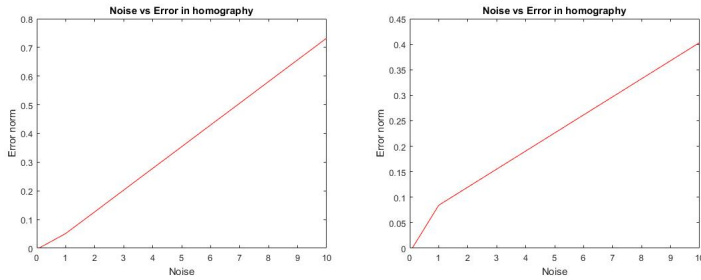 Noise vs Error in homography
0.8
0.7
0.6
0.5
0.4
0.3
0.2
0.1
0
Error norm
0 1 2 3 4 5 6 7 8 9 10
Noise
Noise vs Error in homography
0.45
0.4
0.35
0.3
0.25
0.2
0.15
0.1
0.05
0
Error norm
0 1 2 3 4 5 6 7 8 9 10
Noise